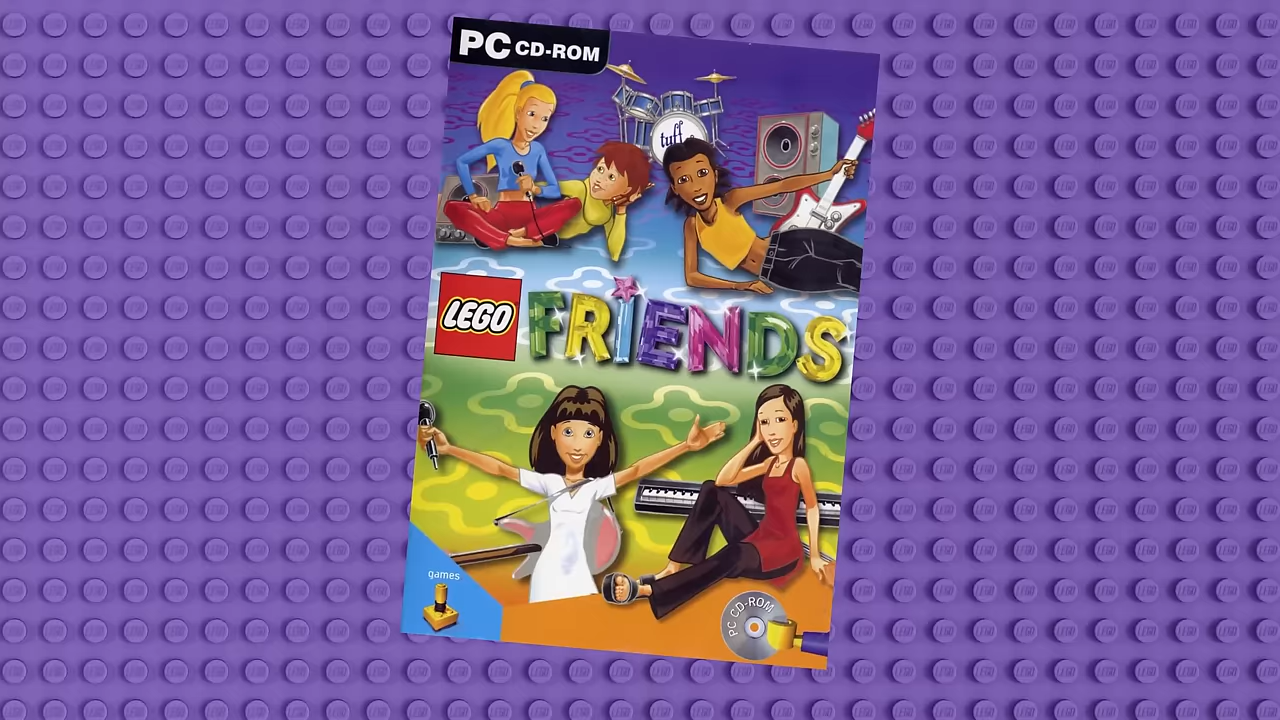 PC CD-ROM
tuff
LEGO
FRIENDS
games
PC CD-ROM